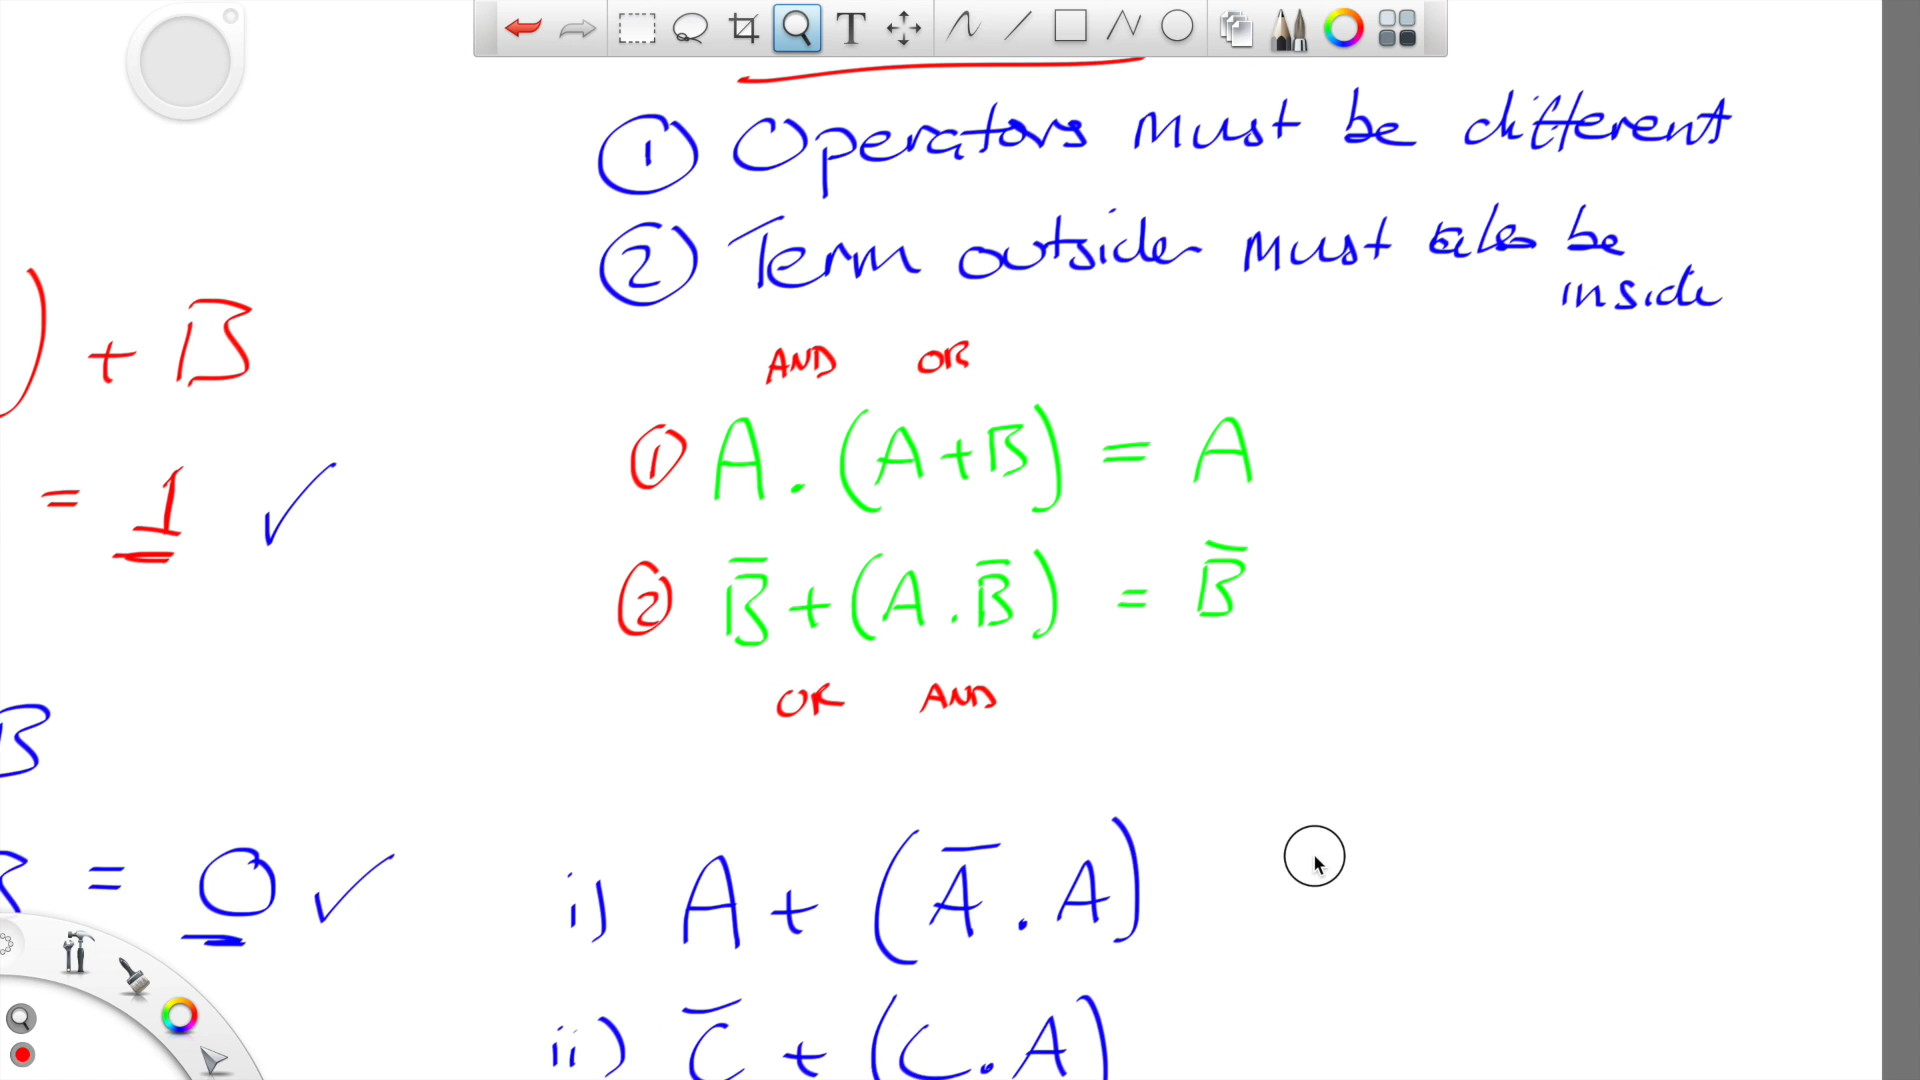 ① Operators must be different
② Term outside must also be
inside
) + B
AND OR
① A . (A+B) = A
= 1 ✓
② B̅ + (A . B̅) = B̅
OR AND
B
= 0 ✓
i) A + (A̅ . A)
ii) C̅ + (C . A)